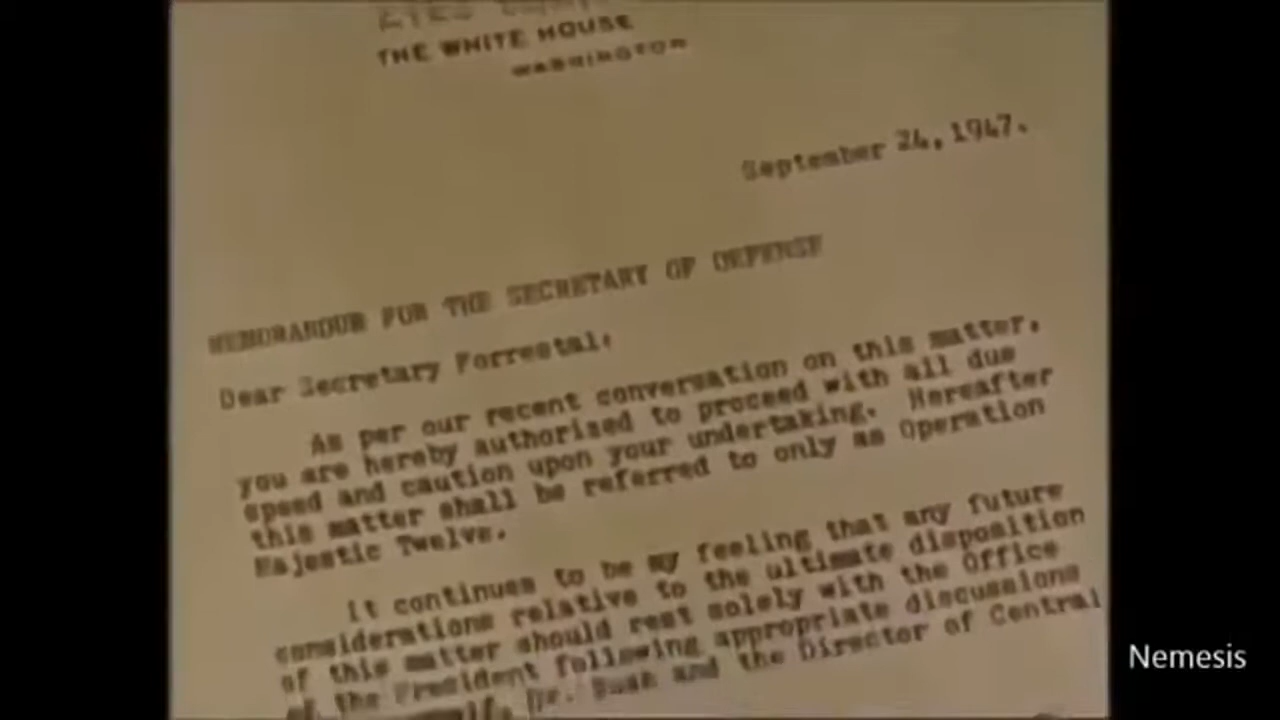 EYES
THE WHITE HOUSE
WASHINGTON
September 24, 1947.
MEMORANDUM FOR THE SECRETARY OF DEFENSE
Dear Secretary Forrestal:
As per our recent conversation on this matter,
you are hereby authorized to proceed with all due
speed and caution upon your undertaking. Hereafter
this matter shall be referred to only as Operation
Majestic Twelve.
It continues to be my feeling that any future
considerations relative to the ultimate disposition
of this matter should rest solely with the Office
of the President following appropriate discussions
Dr. Bush and the Director of Central
Nemesis